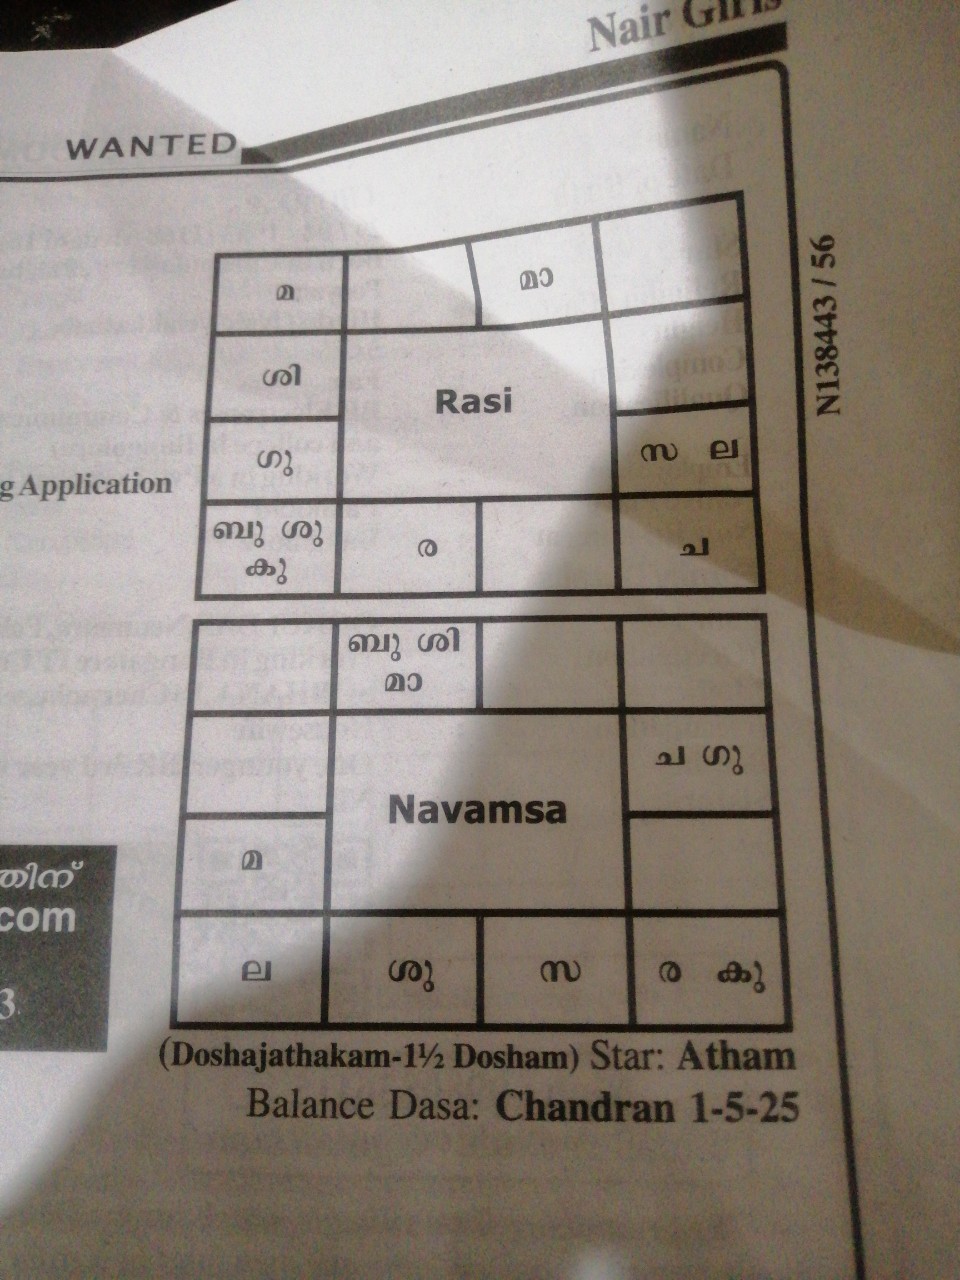 Nair Girls
WANTED
N138443 / 56
മ മാ
ശി
Rasi
ഗു
സ ല
g Application
ബു ശു
കു
ര
ച
ബു ശി
മാ
ച ഗു
Navamsa
മ
തിന്
com
3
ല ശു സ ര കു
(Doshajathakam-1½ Dosham) Star: Atham
Balance Dasa: Chandran 1-5-25